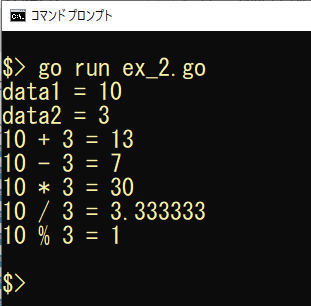 コマンドプロンプト
$> go run ex_2.go
data1 = 10
data2 = 3
10 + 3 = 13
10 - 3 = 7
10 * 3 = 30
10 / 3 = 3.333333
10 % 3 = 1
$>